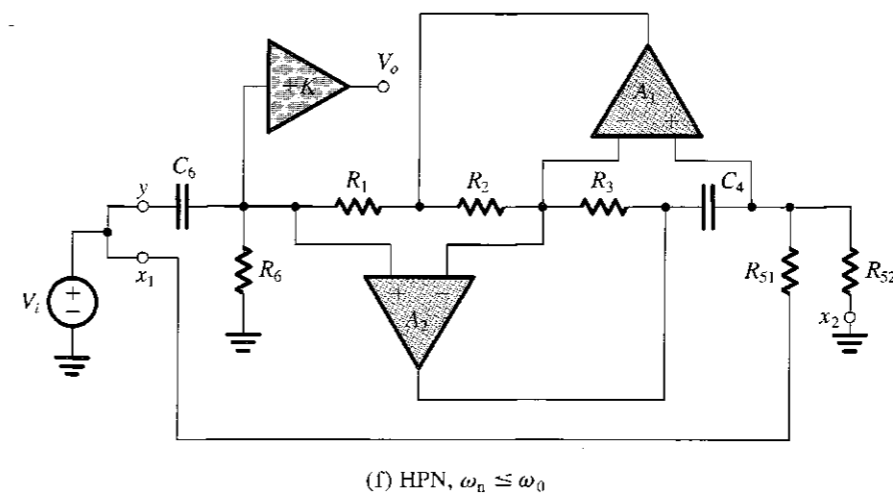 V_o
+K
A_1
− +
C_6
R_1
R_2
R_3
C_4
y
x_1
R_6
+ −
A_2
R_51
R_52
V_i
+
−
x_2
(f) HPN, ω_n ≤ ω_0